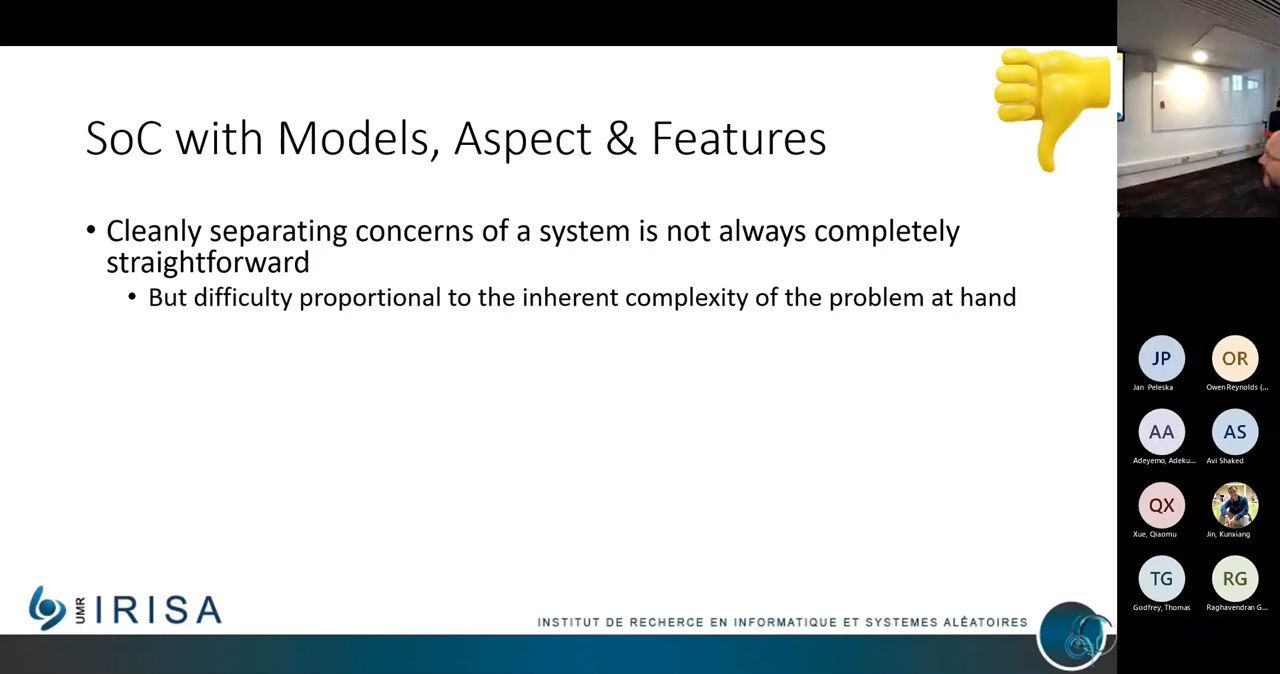 SoC with Models, Aspect & Features
• Cleanly separating concerns of a system is not always completely
straightforward
• But difficulty proportional to the inherent complexity of the problem at hand
UMR IRISA
INSTITUT DE RECHERCE EN INFORMATIQUE ET SYSTEMES ALÉATOIRES
JP
OR
Jan Peleska
Owen Reynolds (...
AA
AS
Adeyemo, Adeku...
Avi Shaked
QX
Xue, Qiaomu
Jin, Kunxiang
TG
RG
Godfrey, Thomas
Raghavendran G...